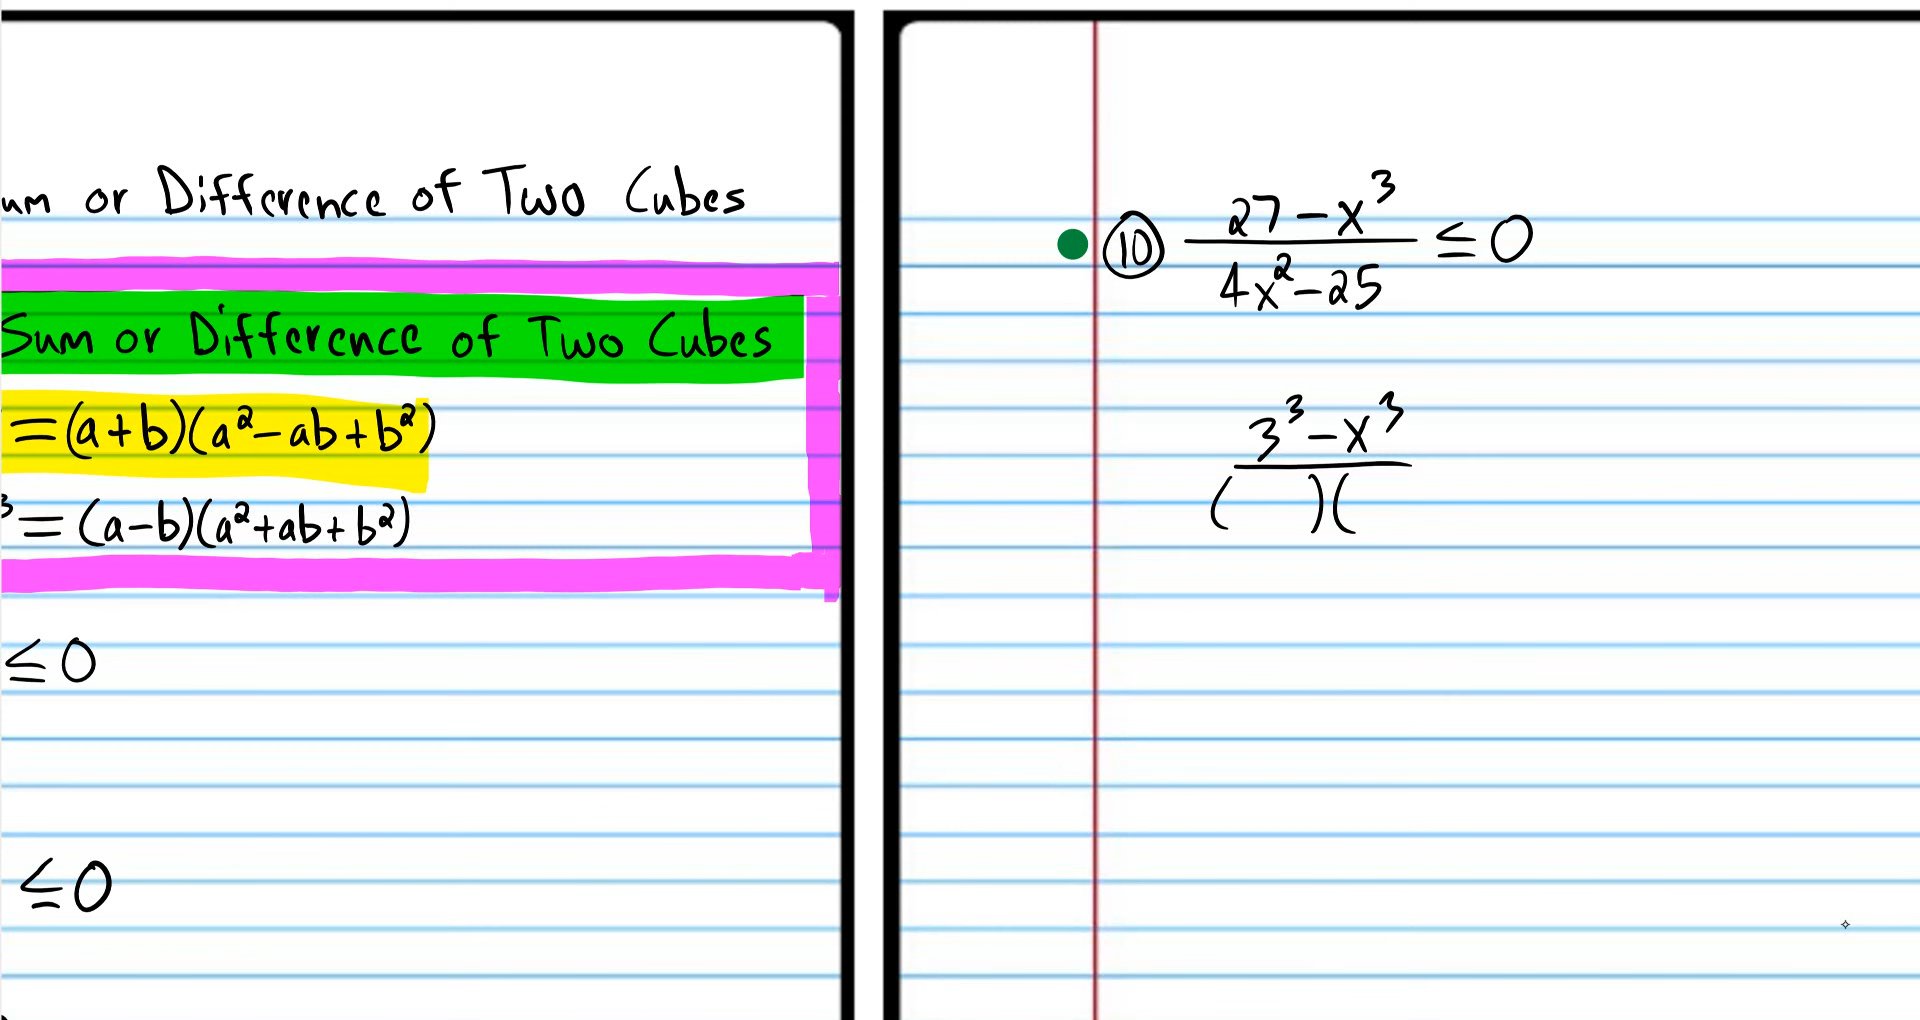 um or Difference of Two Cubes
Sum or Difference of Two Cubes
=(a+b)(a²-ab+b²)
³=(a-b)(a²+ab+b²)
≤0
≤0
⑩ 27-x³ ≤0
4x²-25
3³-x³
( )(